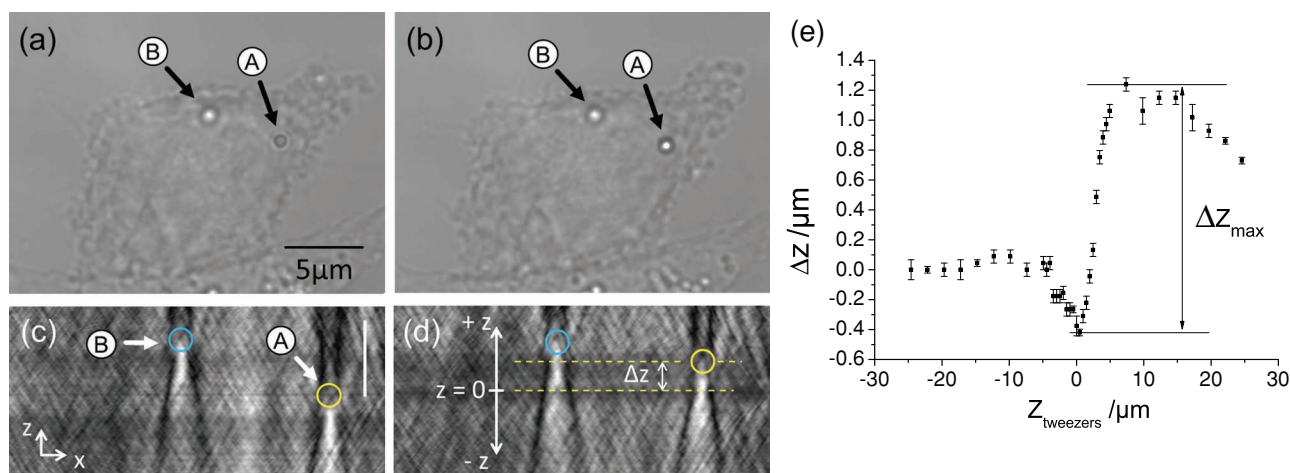 (a)
B
A
5μm
(b)
B
A
(c)
B
A
z
x
(d)
+ z
z = 0
Δz
- z
(e)
Δz /μm
1.4
1.2
1.0
0.8
0.6
0.4
0.2
0.0
-0.2
-0.4
-0.6
ΔZmax
-30 -20 -10 0 10 20 30
Ztweezers /μm